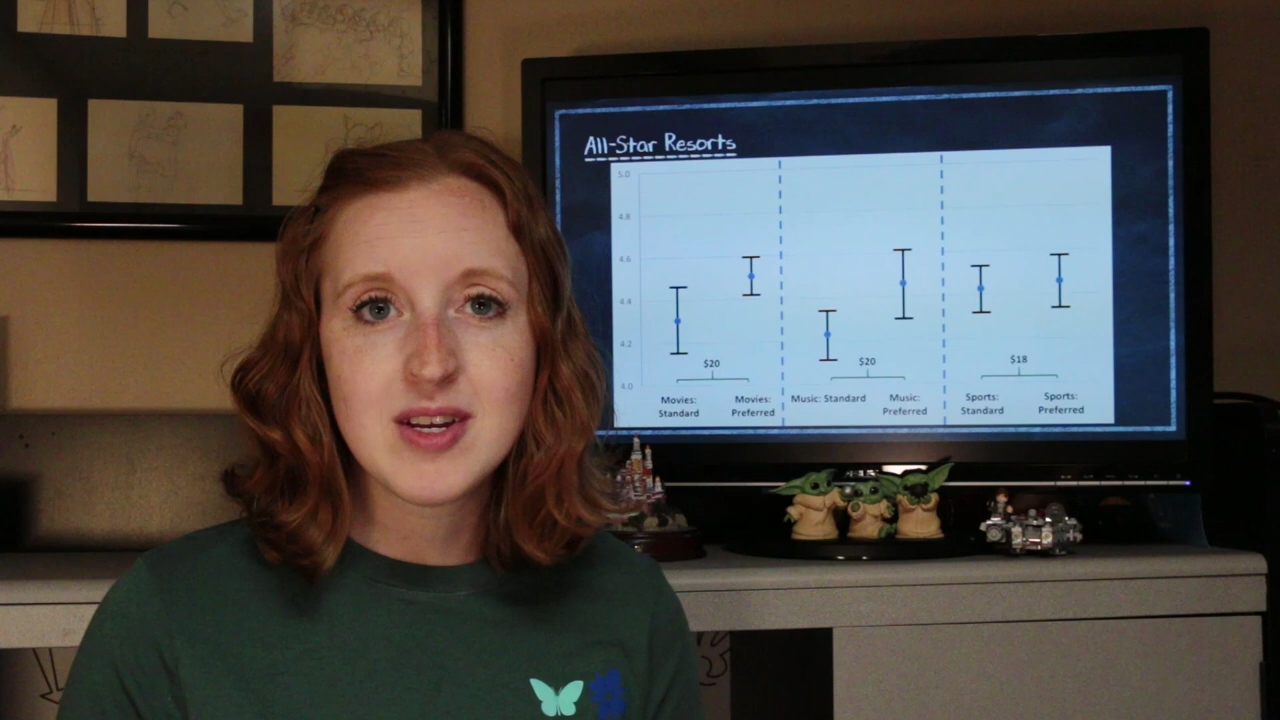 All-Star Resorts
5.0
4.8
4.6
4.4
4.2
4.0
$20
$20
$18
Movies:
Standard
Movies:
Preferred
Music: Standard
Music:
Preferred
Sports:
Standard
Sports:
Preferred